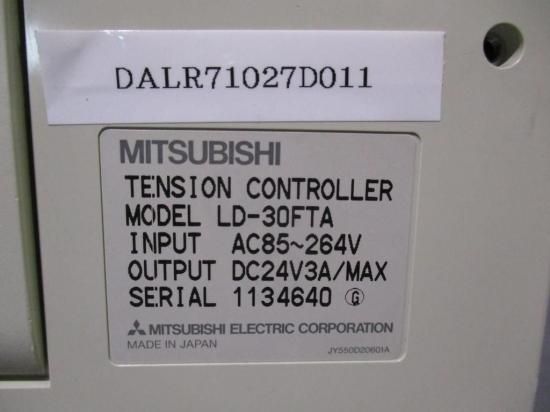 DALR71027D011
MITSUBISHI
TENSION CONTROLLER
MODEL LD-30FTA
INPUT AC85~264V
OUTPUT DC24V3A/MAX
SERIAL 1134640 G
MITSUBISHI ELECTRIC CORPORATION
MADE IN JAPAN JY550D20601A